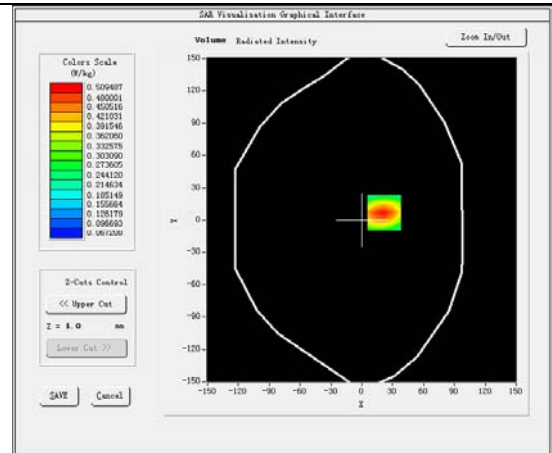 SAR Visualisation Graphical Interface
Volume Radiated Intensity
Zoom In/Out
Colors Scale
(W/kg)
0.509487
0.480001
0.450516
0.421031
0.391546
0.362060
0.332575
0.303090
0.273605
0.244120
0.214634
0.185149
0.155664
0.126179
0.096693
0.067208
Z-Cuts Control
<< Upper Cut
Z = 4.0 mm
Lower Cut >>
SAVE
Cancel
150
120
90
60
30
0
-30
-60
-90
-120
-150
Y
-150 -120 -90 -60 -30 0 30 60 90 120 150
X